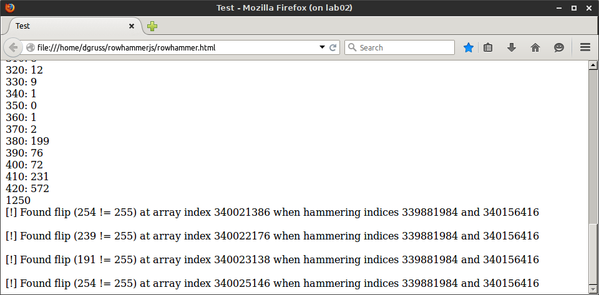 Test - Mozilla Firefox (on lab02)
Test
file:///home/dgruss/rowhammerjs/rowhammer.html
Search
320: 12
330: 9
340: 1
350: 0
360: 1
370: 2
380: 199
390: 76
400: 72
410: 231
420: 572
1250
[!] Found flip (254 != 255) at array index 340021386 when hammering indices 339881984 and 340156416
[!] Found flip (239 != 255) at array index 340022176 when hammering indices 339881984 and 340156416
[!] Found flip (191 != 255) at array index 340023138 when hammering indices 339881984 and 340156416
[!] Found flip (254 != 255) at array index 340025146 when hammering indices 339881984 and 340156416